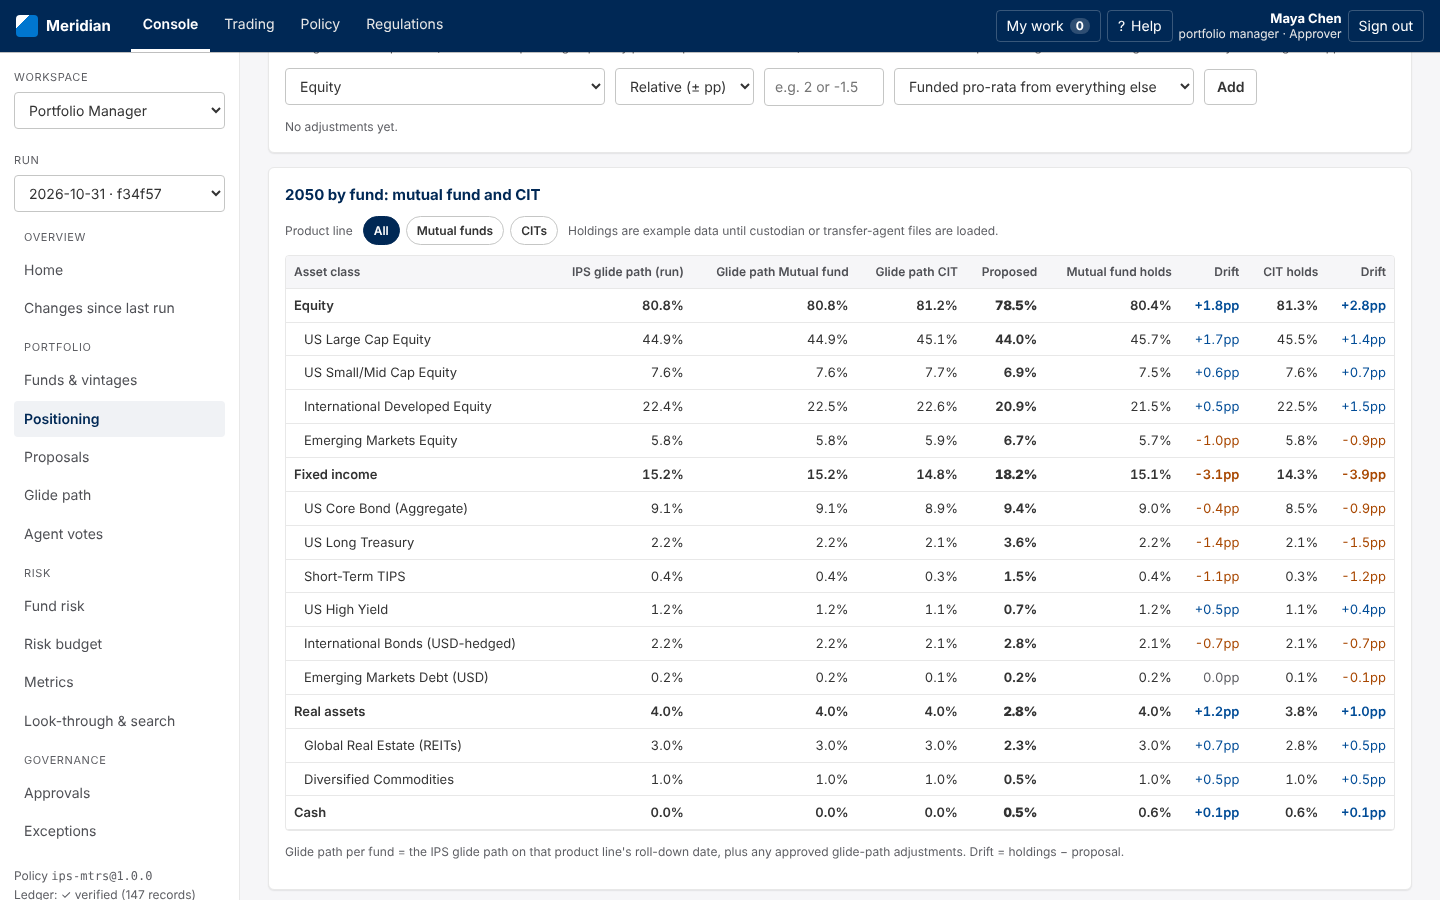 Meridian Console Trading Policy Regulations My work 0 ? Help Maya Chen portfolio manager · Approver Sign out
WORKSPACE
Portfolio Manager
RUN
2026-10-31 · f34f57
OVERVIEW
Home
Changes since last run
PORTFOLIO
Funds & vintages
Positioning
Proposals
Glide path
Agent votes
RISK
Fund risk
Risk budget
Metrics
Look-through & search
GOVERNANCE
Approvals
Exceptions
Policy ips-mtrs@1.0.0
Ledger: ✓ verified (147 records)
Equity Relative (± pp) e.g. 2 or -1.5 Funded pro-rata from everything else Add
No adjustments yet.
2050 by fund: mutual fund and CIT
Product line All Mutual funds CITs Holdings are example data until custodian or transfer-agent files are loaded.
Asset class IPS glide path (run) Glide path Mutual fund Glide path CIT Proposed Mutual fund holds Drift CIT holds Drift
Equity 80.8% 80.8% 81.2% 78.5% 80.4% +1.8pp 81.3% +2.8pp
US Large Cap Equity 44.9% 44.9% 45.1% 44.0% 45.7% +1.7pp 45.5% +1.4pp
US Small/Mid Cap Equity 7.6% 7.6% 7.7% 6.9% 7.5% +0.6pp 7.6% +0.7pp
International Developed Equity 22.4% 22.5% 22.6% 20.9% 21.5% +0.5pp 22.5% +1.5pp
Emerging Markets Equity 5.8% 5.8% 5.9% 6.7% 5.7% -1.0pp 5.8% -0.9pp
Fixed income 15.2% 15.2% 14.8% 18.2% 15.1% -3.1pp 14.3% -3.9pp
US Core Bond (Aggregate) 9.1% 9.1% 8.9% 9.4% 9.0% -0.4pp 8.5% -0.9pp
US Long Treasury 2.2% 2.2% 2.1% 3.6% 2.2% -1.4pp 2.1% -1.5pp
Short-Term TIPS 0.4% 0.4% 0.3% 1.5% 0.4% -1.1pp 0.3% -1.2pp
US High Yield 1.2% 1.2% 1.1% 0.7% 1.2% +0.5pp 1.1% +0.4pp
International Bonds (USD-hedged) 2.2% 2.2% 2.1% 2.8% 2.1% -0.7pp 2.1% -0.7pp
Emerging Markets Debt (USD) 0.2% 0.2% 0.1% 0.2% 0.2% 0.0pp 0.1% -0.1pp
Real assets 4.0% 4.0% 4.0% 2.8% 4.0% +1.2pp 3.8% +1.0pp
Global Real Estate (REITs) 3.0% 3.0% 3.0% 2.3% 3.0% +0.7pp 2.8% +0.5pp
Diversified Commodities 1.0% 1.0% 1.0% 0.5% 1.0% +0.5pp 1.0% +0.5pp
Cash 0.0% 0.0% 0.0% 0.5% 0.6% +0.1pp 0.6% +0.1pp
Glide path per fund = the IPS glide path on that product line's roll-down date, plus any approved glide-path adjustments. Drift = holdings − proposal.